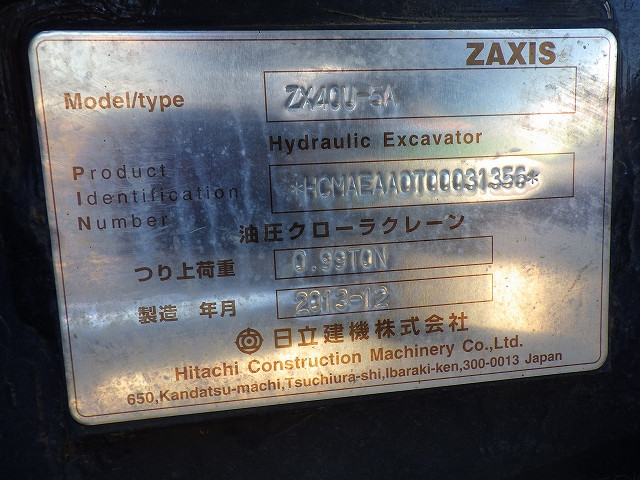 ZAXIS
Model/type ZX40U-5A
Hydraulic Excavator
Product
Identification *HCMAEAA0T00031356*
Number
油圧クローラクレーン
つり上荷重 0.99TON
製造 年月 2013-12
日立建機株式会社
Hitachi Construction Machinery Co.,Ltd.
650,Kandatsu-machi,Tsuchiura-shi,Ibaraki-ken,300-0013 Japan